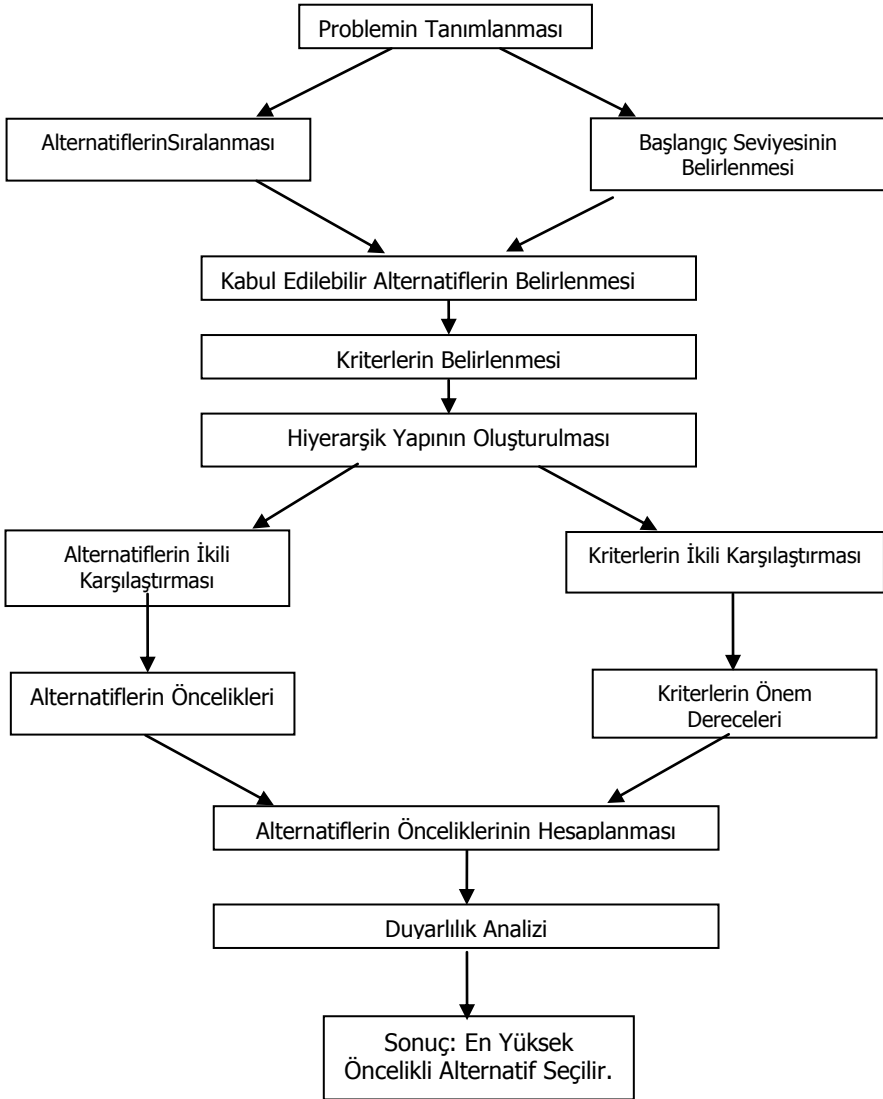 Problemin Tanımlanması
AlternatiflerinSıralanması
Başlangıç Seviyesinin
Belirlenmesi
Kabul Edilebilir Alternatiflerin Belirlenmesi
Kriterlerin Belirlenmesi
Hiyerarşik Yapının Oluşturulması
Alternatiflerin İkili
Karşılaştırması
Kriterlerin İkili Karşılaştırması
Alternatiflerin Öncelikleri
Kriterlerin Önem
Dereceleri
Alternatiflerin Önceliklerinin Hesaplanması
Duyarlılık Analizi
Sonuç: En Yüksek
Öncelikli Alternatif Seçilir.